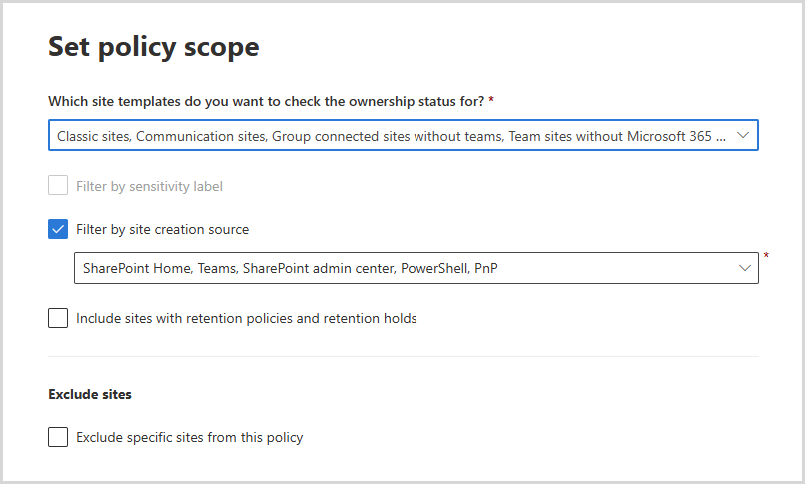 Set policy scope
Which site templates do you want to check the ownership status for? *
Classic sites, Communication sites, Group connected sites without teams, Team sites without Microsoft 365 ...
Filter by sensitivity label
Filter by site creation source
SharePoint Home, Teams, SharePoint admin center, PowerShell, PnP
*
Include sites with retention policies and retention holds
Exclude sites
Exclude specific sites from this policy